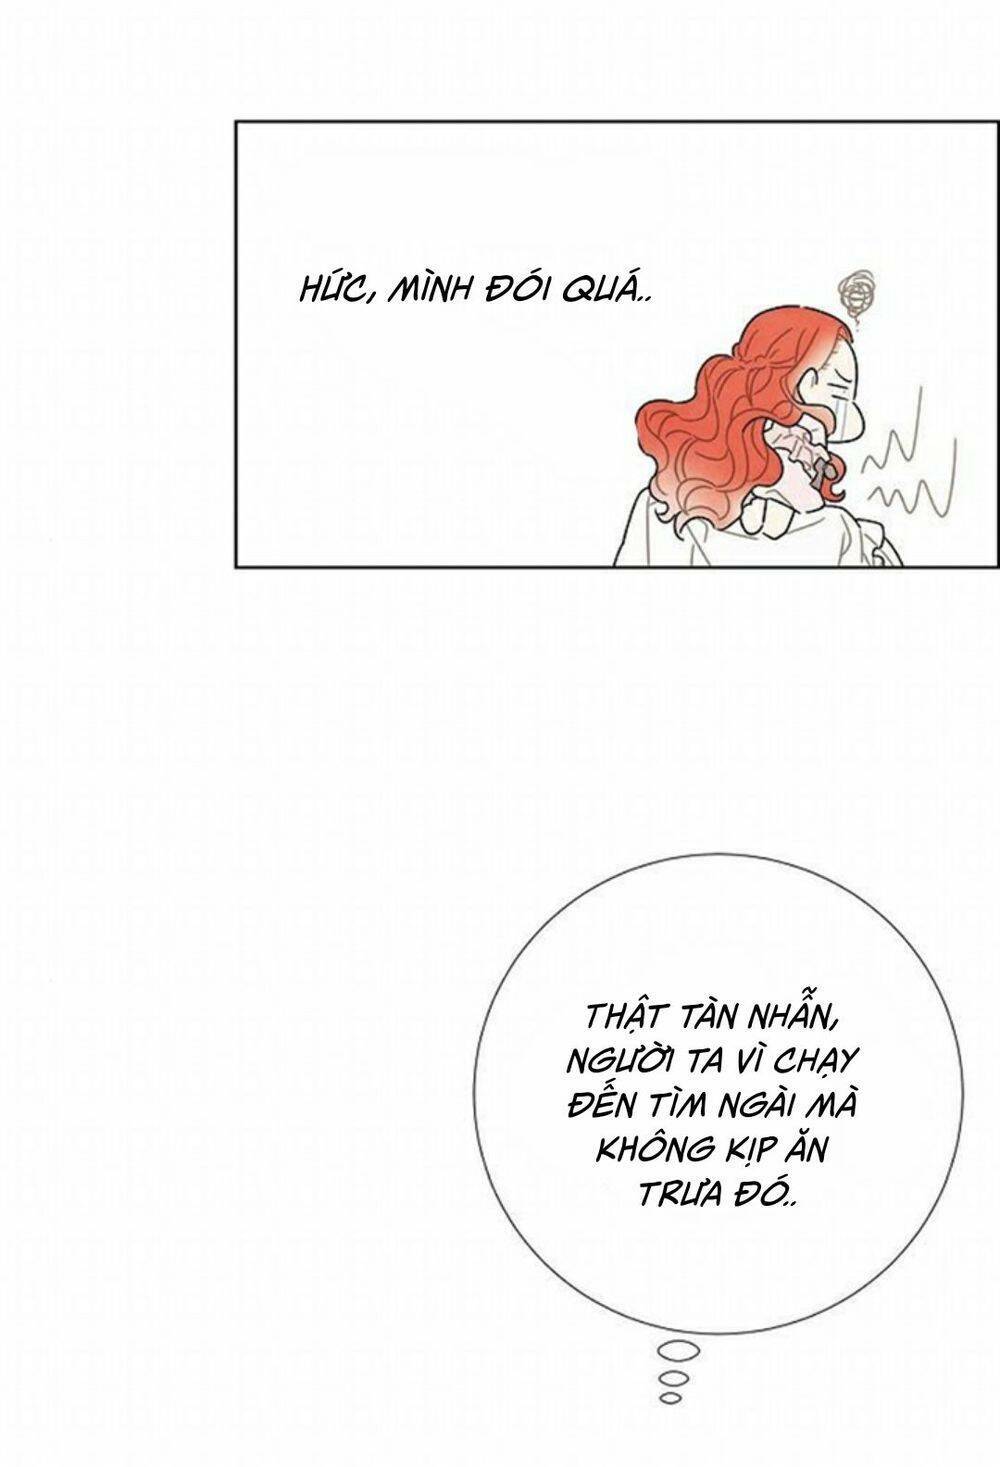 HỨC, MÌNH ĐÓI QUÁ..
THẬT TÀN NHẪN,
NGƯỜI TA VÌ CHẠY
ĐẾN TÌM NGÀI MÀ
KHÔNG KỊP ĂN
TRƯA ĐÓ..